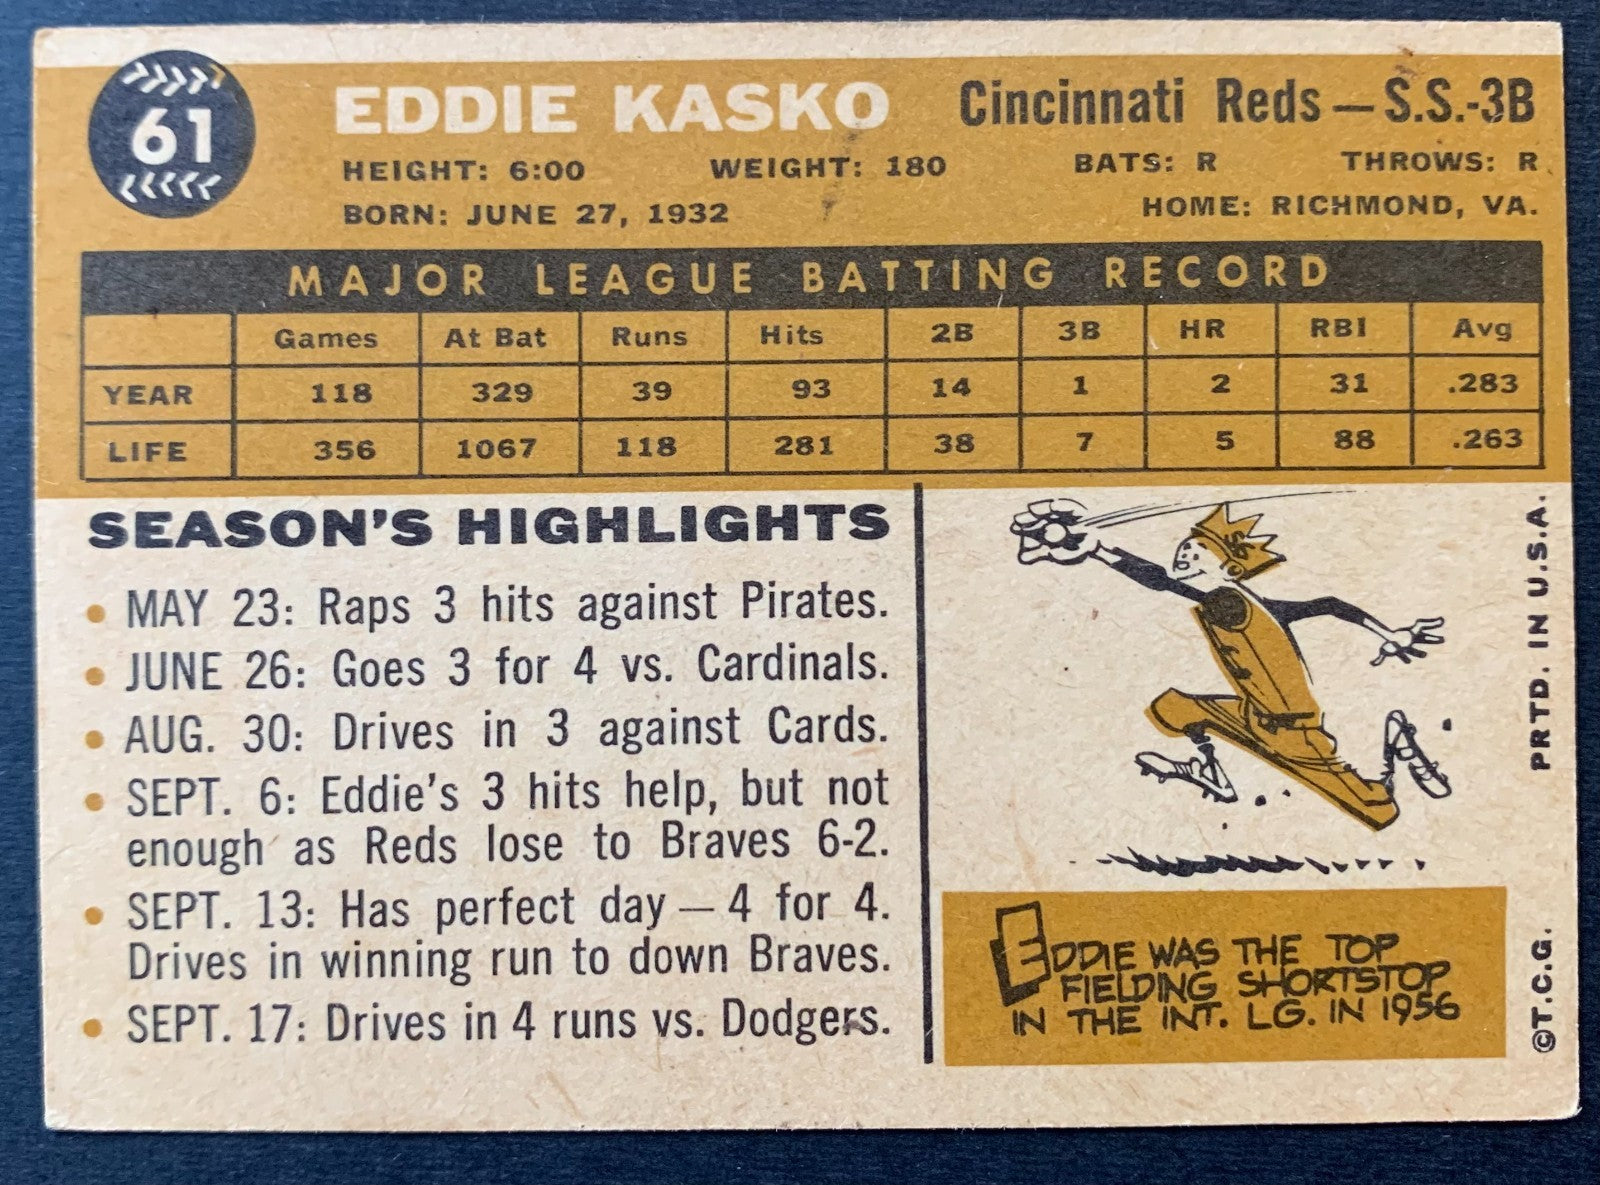 61
EDDIE KASKO Cincinnati Reds — S.S.-3B
HEIGHT: 6:00 WEIGHT: 180 BATS: R THROWS: R
BORN: JUNE 27, 1932 HOME: RICHMOND, VA.
MAJOR LEAGUE BATTING RECORD
Games At Bat Runs Hits 2B 3B HR RBI Avg
YEAR 118 329 39 93 14 1 2 31 .283
LIFE 356 1067 118 281 38 7 5 88 .263
SEASON'S HIGHLIGHTS
• MAY 23: Raps 3 hits against Pirates.
• JUNE 26: Goes 3 for 4 vs. Cardinals.
• AUG. 30: Drives in 3 against Cards.
• SEPT. 6: Eddie's 3 hits help, but not
enough as Reds lose to Braves 6-2.
• SEPT. 13: Has perfect day — 4 for 4.
Drives in winning run to down Braves.
• SEPT. 17: Drives in 4 runs vs. Dodgers.
EDDIE WAS THE TOP
FIELDING SHORTSTOP
IN THE INT. LG. IN 1956
©T.C.G. PRTD. IN U.S.A.